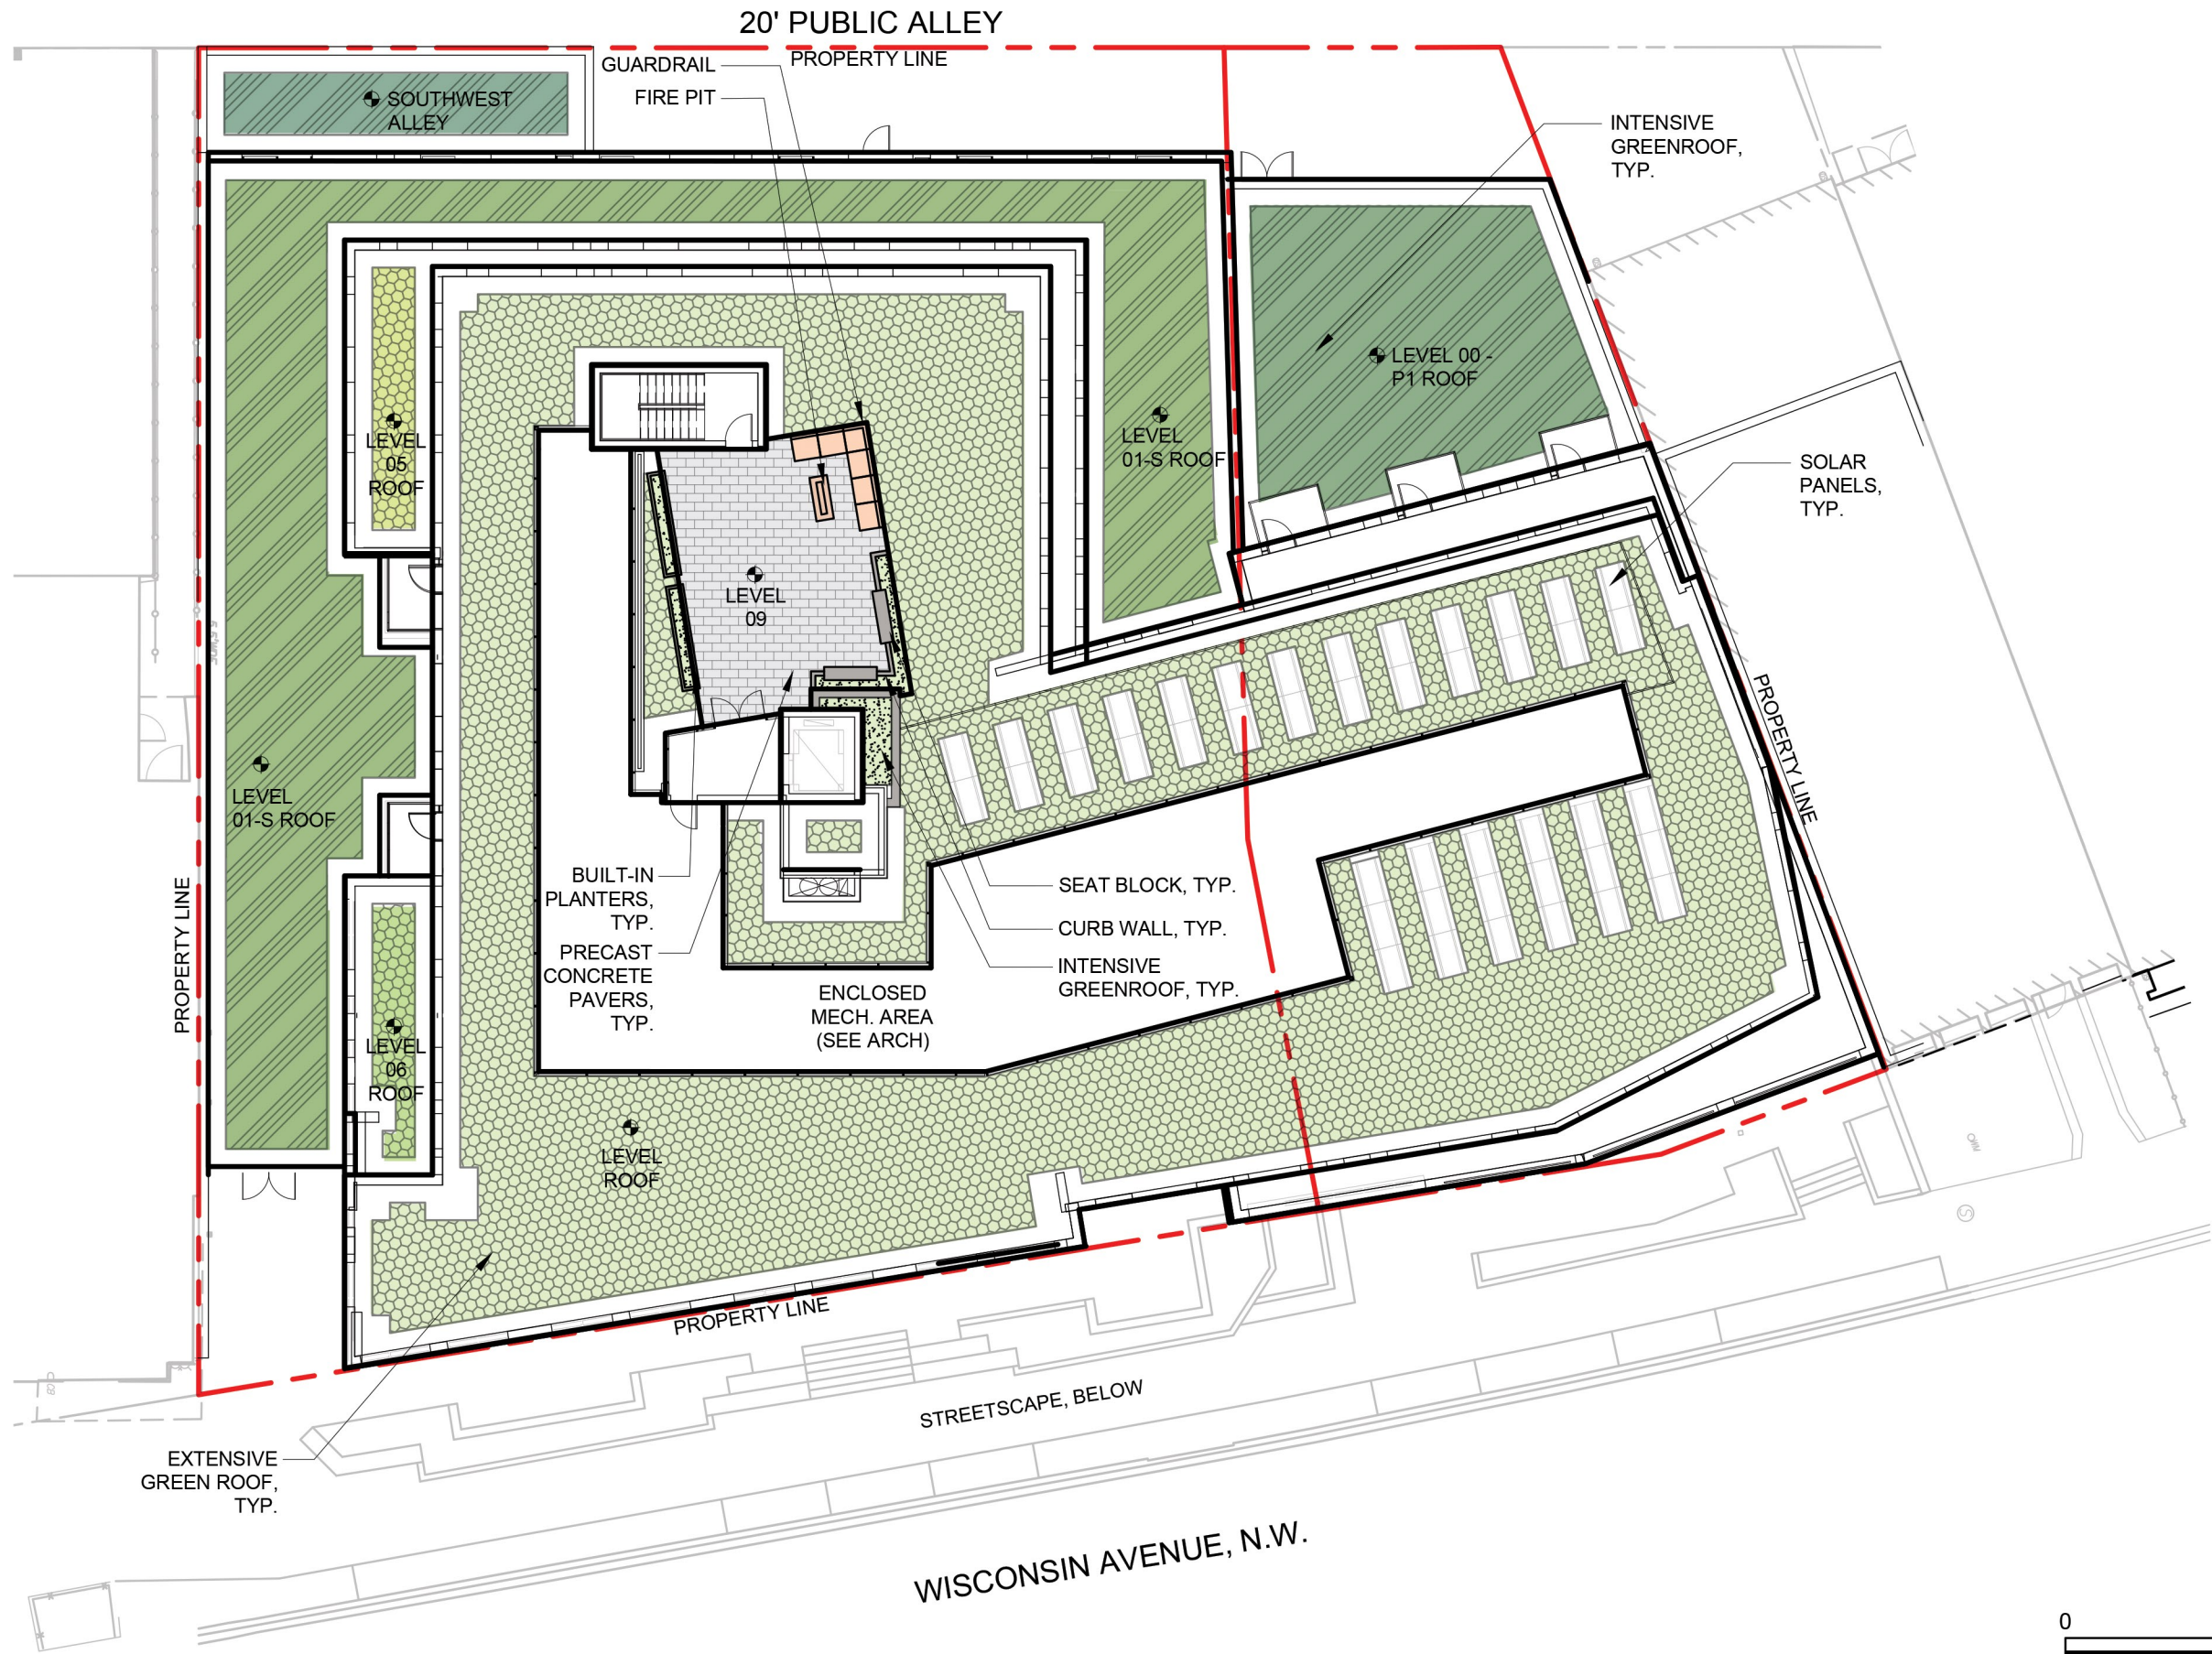 20' PUBLIC ALLEY
PROPERTY LINE
GUARDRAIL
FIRE PIT
SOUTHWEST
ALLEY
INTENSIVE
GREENROOF,
TYP.
LEVEL 00 -
P1 ROOF
LEVEL
05
ROOF
LEVEL
01-S ROOF
SOLAR
PANELS,
TYP.
LEVEL
09
PROPERTY LINE
LEVEL
01-S ROOF
BUILT-IN
PLANTERS,
TYP.
PRECAST
CONCRETE
PAVERS,
TYP.
SEAT BLOCK, TYP.
CURB WALL, TYP.
INTENSIVE
GREENROOF, TYP.
ENCLOSED
MECH. AREA
(SEE ARCH)
PROPERTY LINE
LEVEL
06
ROOF
LEVEL
ROOF
PROPERTY LINE
STREETSCAPE, BELOW
EXTENSIVE
GREEN ROOF,
TYP.
WISCONSIN AVENUE, N.W.
0